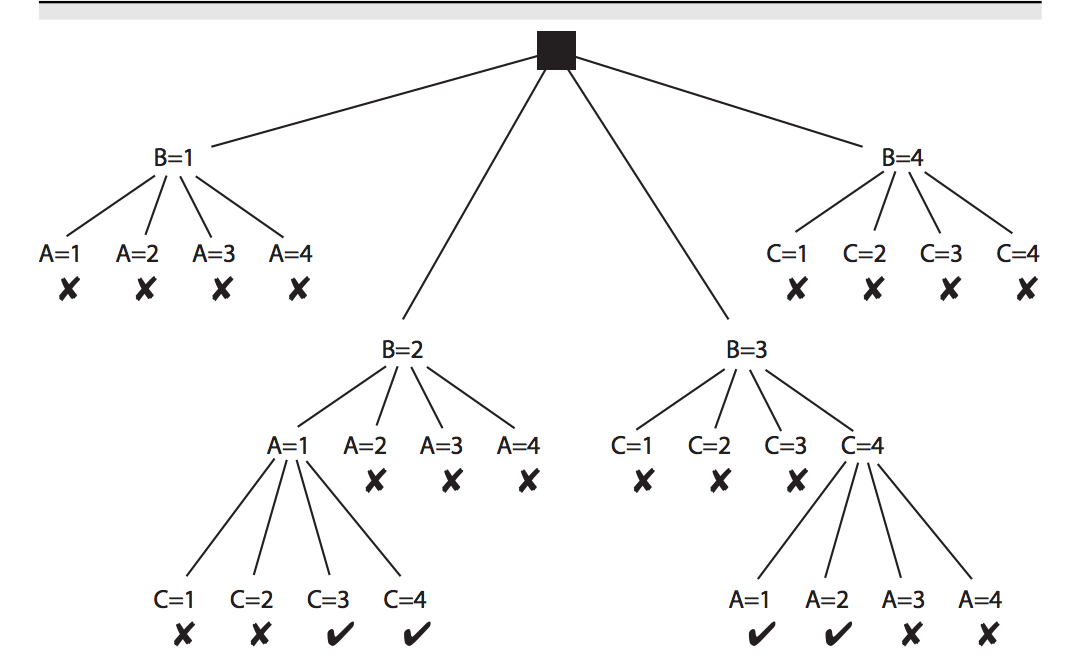 B=1 B=4
A=1 A=2 A=3 A=4 C=1 C=2 C=3 C=4
✘ ✘ ✘ ✘ ✘ ✘ ✘ ✘
B=2 B=3
A=1 A=2 A=3 A=4 C=1 C=2 C=3 C=4
✘ ✘ ✘ ✘ ✘ ✘
C=1 C=2 C=3 C=4 A=1 A=2 A=3 A=4
✘ ✘ ✔ ✔ ✔ ✔ ✘ ✘